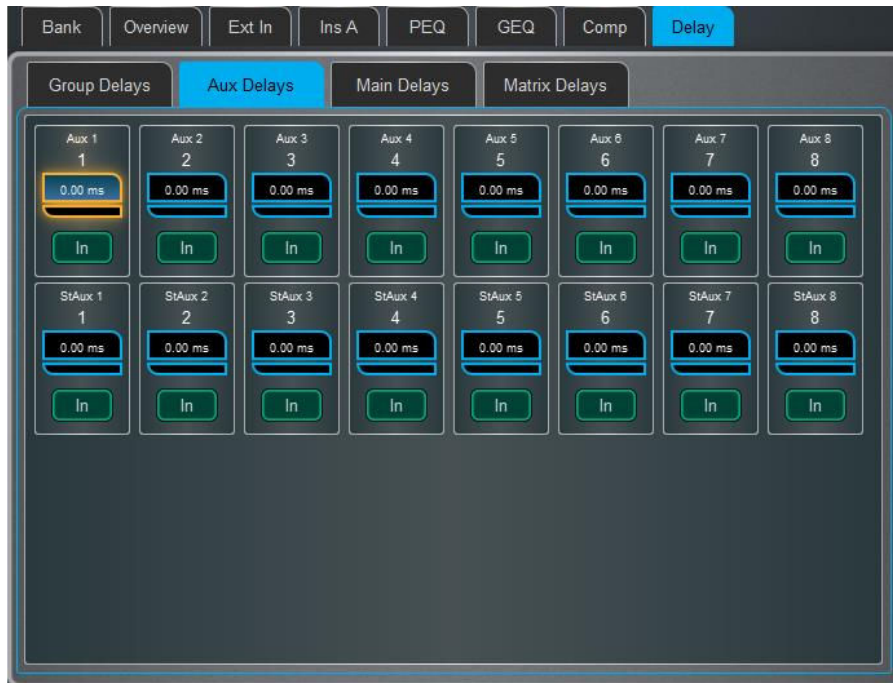 Bank Overview Ext In Ins A PEQ GEQ Comp Delay
Group Delays Aux Delays Main Delays Matrix Delays
Aux 1 Aux 2 Aux 3 Aux 4 Aux 5 Aux 6 Aux 7 Aux 8
1 2 3 4 5 6 7 8
0.00 ms 0.00 ms 0.00 ms 0.00 ms 0.00 ms 0.00 ms 0.00 ms 0.00 ms
In In In In In In In In
StAux 1 StAux 2 StAux 3 StAux 4 StAux 5 StAux 6 StAux 7 StAux 8
1 2 3 4 5 6 7 8
0.00 ms 0.00 ms 0.00 ms 0.00 ms 0.00 ms 0.00 ms 0.00 ms 0.00 ms
In In In In In In In In